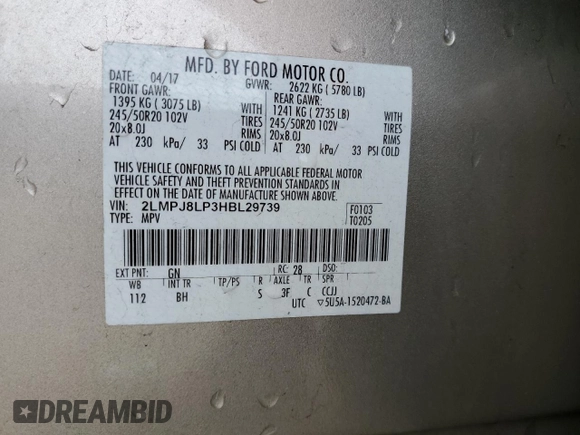 MFD. BY FORD MOTOR CO.
DATE: 04/17 GVWR: 2622 KG ( 5780 LB)
FRONT GAWR: REAR GAWR:
1395 KG ( 3075 LB) WITH 1241 KG ( 2735 LB) WITH
245/50R20 102V TIRES 245/50R20 102V TIRES
20x8.0J RIMS 20x8.0J RIMS
AT 230 kPa/ 33 PSI COLD AT 230 kPa/ 33 PSI COLD
THIS VEHICLE CONFORMS TO ALL APPLICABLE FEDERAL MOTOR
VEHICLE SAFETY AND THEFT PREVENTION STANDARDS IN
EFFECT ON THE DATE OF MANUFACTURE SHOWN ABOVE.
VIN: 2LMPJ8LP3HBL29739 F0103
TYPE: MPV T0205
EXT PNT: GN RC: 28 DSO:
WB INT TR TP/PS R AXLE TR SPR
112 BH S 3F C CCJJ
UTC ▽5U5A-1520472-BA
DREAMBID